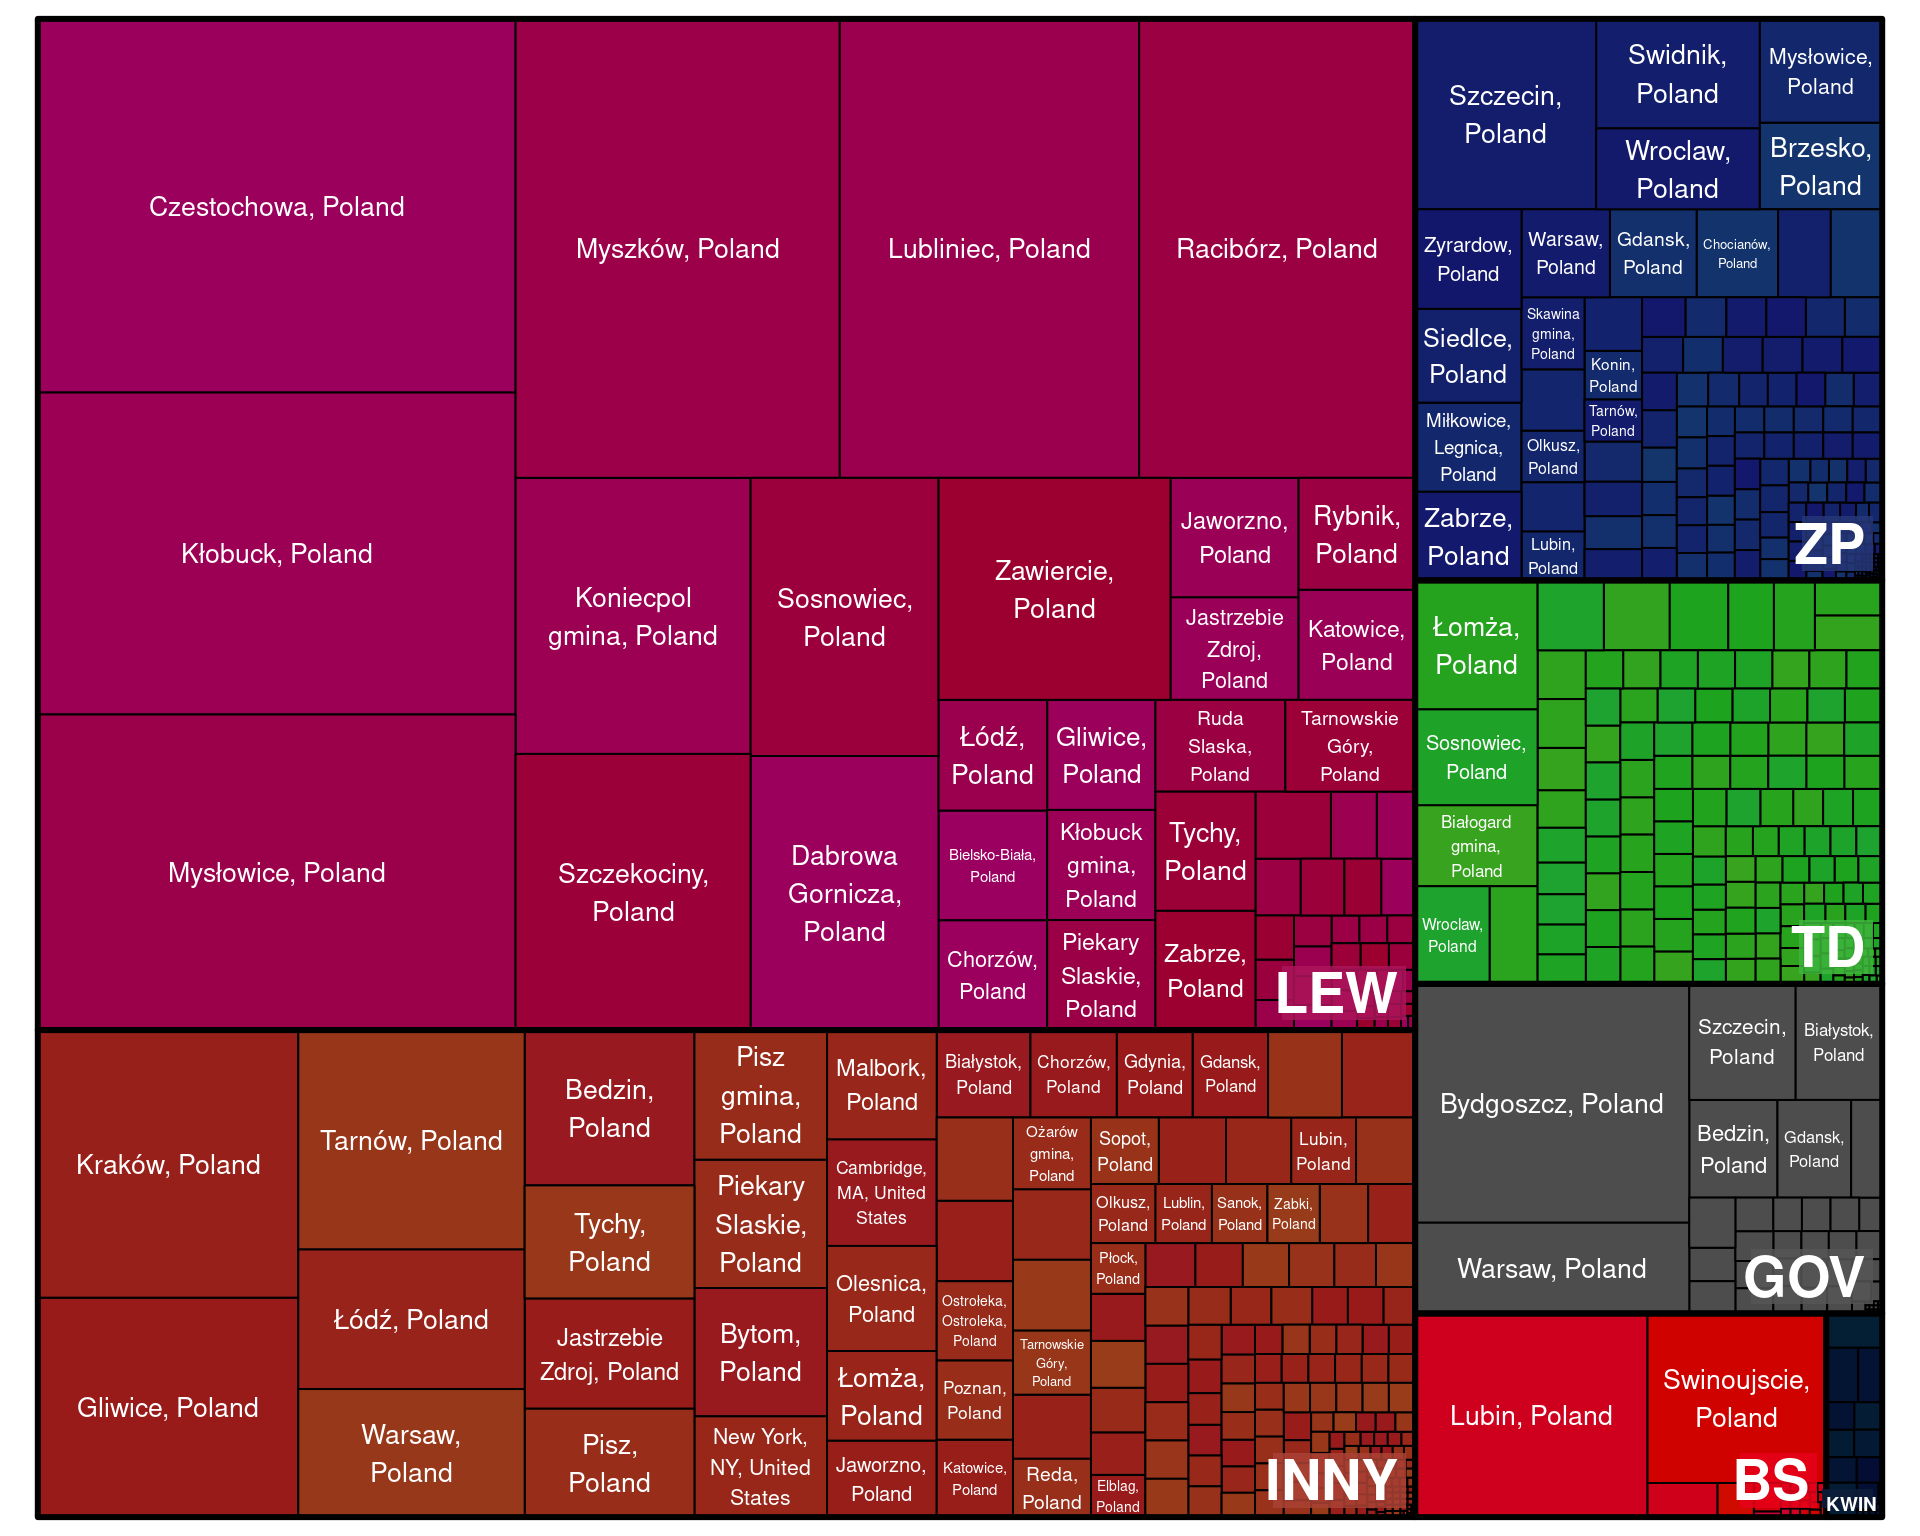 Czestochowa, Poland
Kłobuck, Poland
Mysłowice, Poland
Myszków, Poland
Lubliniec, Poland
Racibórz, Poland
Koniecpol
gmina, Poland
Szczekociny,
Poland
Sosnowiec,
Poland
Dabrowa
Gornicza,
Poland
Zawiercie,
Poland
Jaworzno,
Poland
Jastrzebie
Zdroj,
Poland
Rybnik,
Poland
Katowice,
Poland
Łódź,
Poland
Bielsko-Biała,
Poland
Chorzów,
Poland
Gliwice,
Poland
Kłobuck
gmina,
Poland
Piekary
Slaskie,
Poland
Ruda
Slaska,
Poland
Tarnowskie
Góry,
Poland
Tychy,
Poland
Zabrze,
Poland
LEW
Szczecin,
Poland
Swidnik,
Poland
Wroclaw,
Poland
Mysłowice,
Poland
Brzesko,
Poland
Zyrardow,
Poland
Siedlce,
Poland
Miłkowice,
Legnica,
Poland
Zabrze,
Poland
Warsaw,
Poland
Gdansk,
Poland
Chocianów,
Poland
Skawina
gmina,
Poland
Olkusz,
Poland
Lubin,
Poland
Konin,
Poland
Tarnów,
Poland
ZP
Łomża,
Poland
Sosnowiec,
Poland
Białogard
gmina,
Poland
Wroclaw,
Poland
TD
Bydgoszcz, Poland
Warsaw, Poland
Szczecin,
Poland
Białystok,
Poland
Bedzin,
Poland
Gdansk,
Poland
GOV
Lubin, Poland
Swinoujscie,
Poland
BS
KWIN
Kraków, Poland
Gliwice, Poland
Tarnów, Poland
Łódź, Poland
Warsaw,
Poland
Bedzin,
Poland
Tychy,
Poland
Jastrzebie
Zdroj, Poland
Pisz,
Poland
Pisz
gmina,
Poland
Piekary
Slaskie,
Poland
Bytom,
Poland
New York,
NY, United
States
Malbork,
Poland
Cambridge,
MA, United
States
Olesnica,
Poland
Łomża,
Poland
Jaworzno,
Poland
Białystok,
Poland
Chorzów,
Poland
Gdynia,
Poland
Gdansk,
Poland
Ostrołeka,
Ostroleka,
Poland
Poznan,
Poland
Katowice,
Poland
Ożarów
gmina,
Poland
Tarnowskie
Góry,
Poland
Reda,
Poland
Sopot,
Poland
Lubin,
Poland
Olkusz,
Poland
Lublin,
Poland
Sanok,
Poland
Zabki,
Poland
Płock,
Poland
Elblag,
Poland
INNY